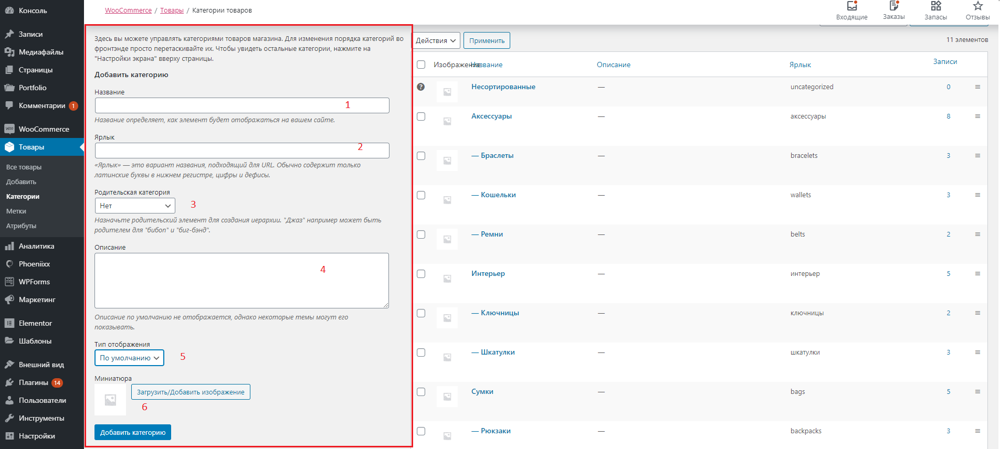 Консоль
Записи
Медиафайлы
Страницы
Portfolio
Комментарии 1
WooCommerce
Товары
Все товары
Добавить
Категории
Метки
Атрибуты
Аналитика
Phoeniixx
WPForms
Маркетинг
Elementor
Шаблоны
Внешний вид
Плагины 14
Пользователи
Инструменты
Настройки
WooCommerce / Товары / Категории товаров
Входящие Заказы Запасы Отзывы
Здесь вы можете управлять категориями товаров магазина. Для изменения порядка категорий во
фронтэнде просто перетаскивайте их. Чтобы увидеть остальные категории, нажмите на
"Настройки экрана" вверху страницы.
Добавить категорию
Название
1
Название определяет, как элемент будет отображаться на вашем сайте.
Ярлык
2
«Ярлык» — это вариант названия, подходящий для URL. Обычно содержит только
латинские буквы в нижнем регистре, цифры и дефисы.
Родительская категория
Нет 3
Назначьте родительский элемент для создания иерархии. "Джаз" например может быть
родителем для "бибоп" и "биг-бэнд".
Описание
4
Описание по умолчанию не отображается, однако некоторые темы могут его
показывать.
Тип отображения
По умолчанию 5
Миниатюра
Загрузить/Добавить изображение
6
Добавить категорию
Действия Применить 11 элементов
Изображение Название Описание Ярлык Записи
Несортированные — uncategorized 0
Аксессуары — аксессуары 8
— Браслеты — bracelets 3
— Кошельки — wallets 3
— Ремни — belts 2
Интерьер — интерьер 5
— Ключницы — ключницы 2
— Шкатулки — шкатулки 3
Сумки — bags 5
— Рюкзаки — backpacks 3